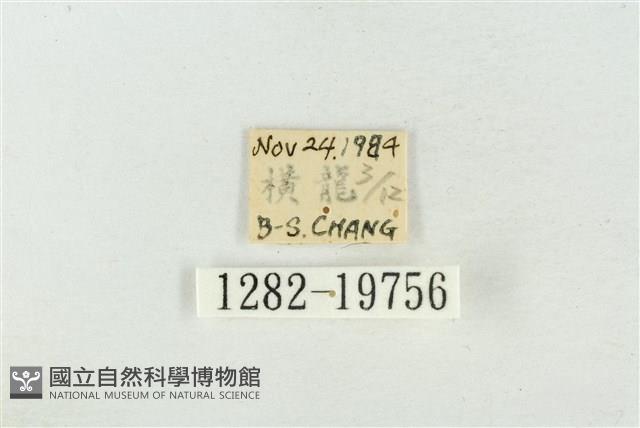 Nov 24.1984
橫龍 3/12
B-S. CHANG
1282-19756
國立自然科學博物館
NATIONAL MUSEUM OF NATURAL SCIENCE